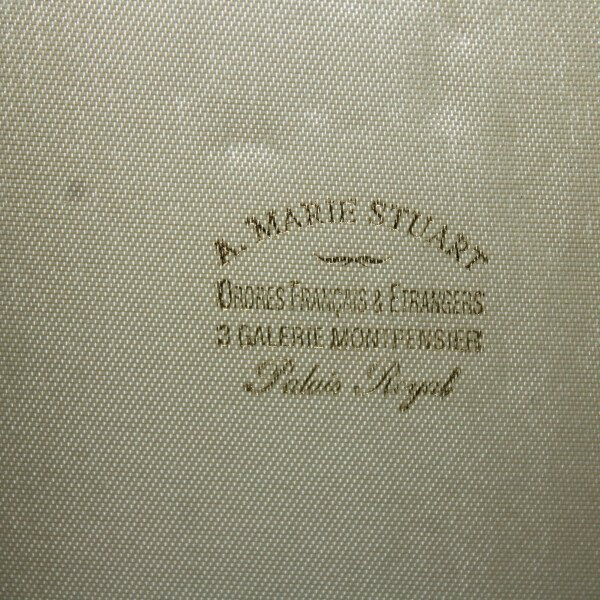 A. MARIE STUART
ORDRES FRANÇAIS & ETRANGERS
3 GALERIE MONTPENSIER
Palais Royal